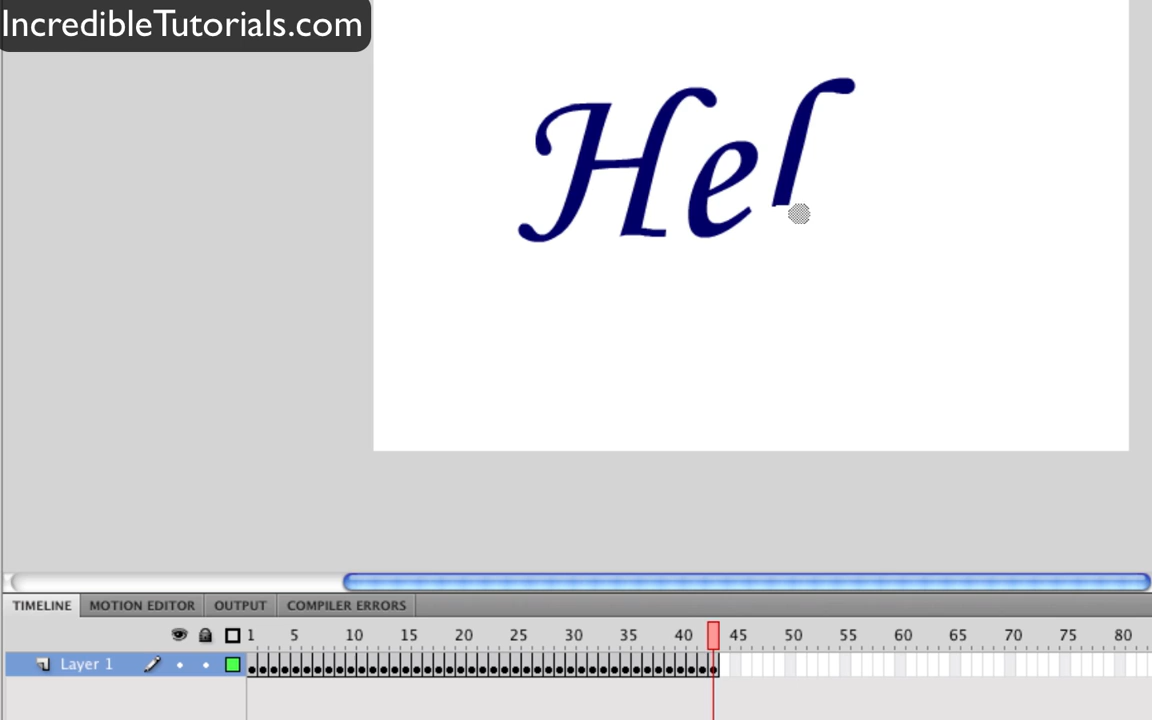 IncredibleTutorials.com
Hel
TIMELINE MOTION EDITOR OUTPUT COMPILER ERRORS
1 5 10 15 20 25 30 35 40 45 50 55 60 65 70 75 80
Layer 1